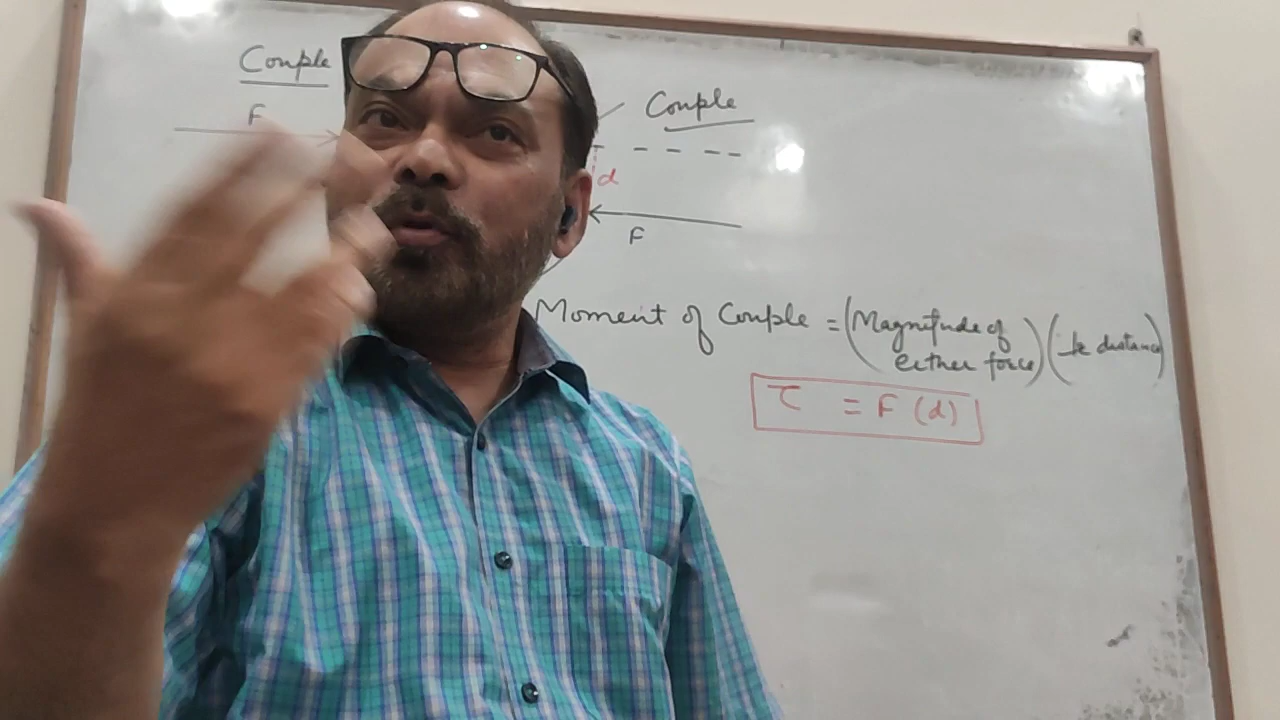 Couple
F
Couple
d
F
Moment of Couple = (Magnitude of either force) (⊥r distance)
τ = F (d)